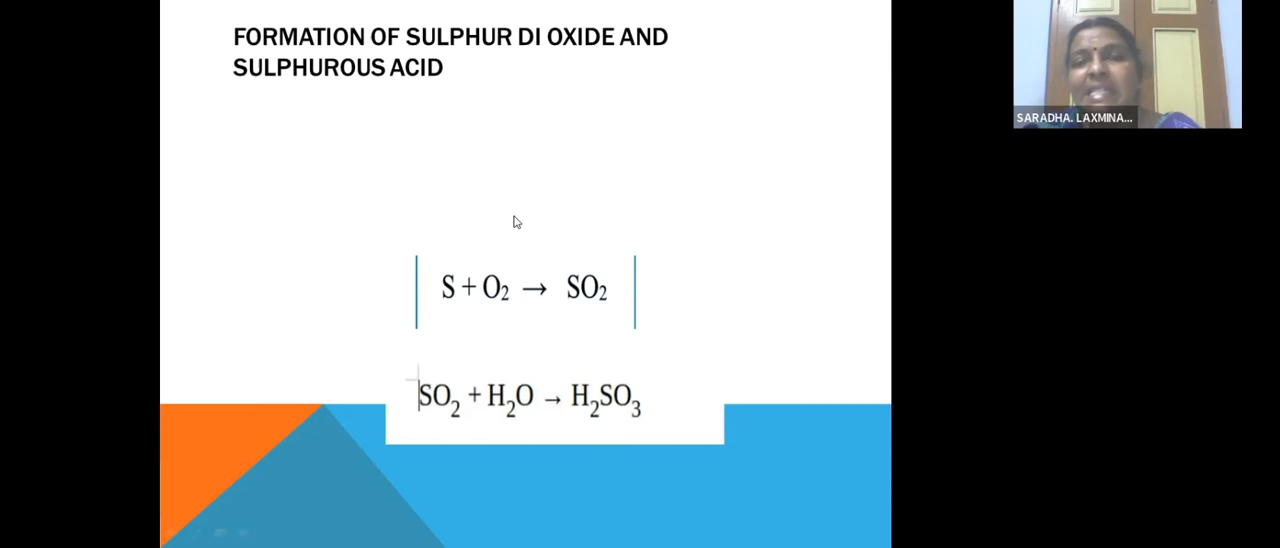 FORMATION OF SULPHUR DI OXIDE AND
SULPHUROUS ACID
SARADHA. LAXMINA...
S + O₂ → SO₂
SO₂ + H₂O → H₂SO₃